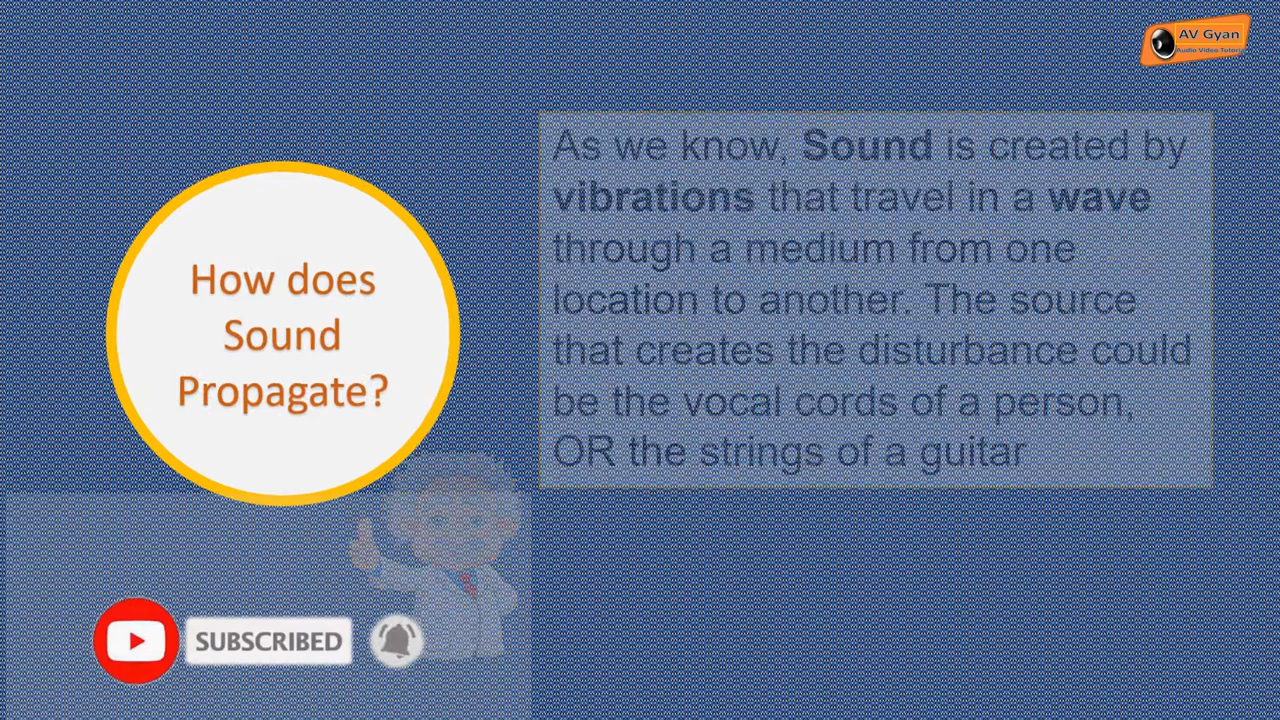 AV Gyan
Audio Video Tutori
How does
Sound
Propagate?
As we know, Sound is created by
vibrations that travel in a wave
through a medium from one
location to another. The source
that creates the disturbance could
be the vocal cords of a person,
OR the strings of a guitar
SUBSCRIBED